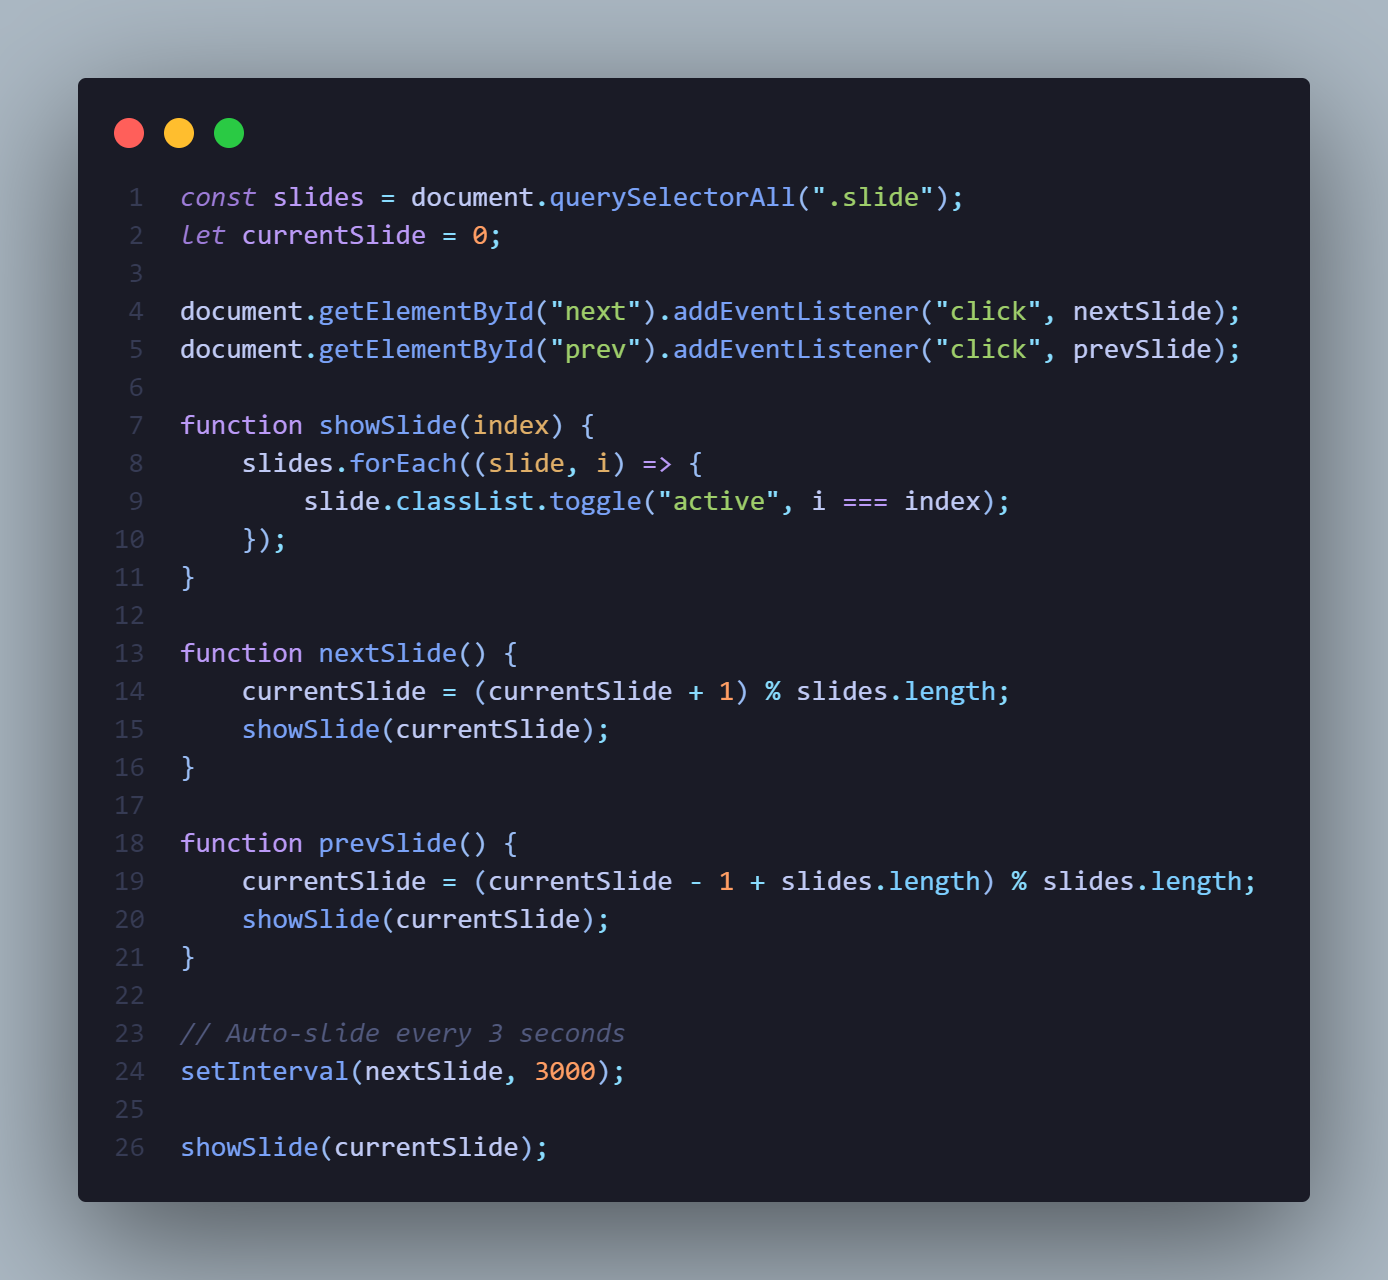 1 const slides = document.querySelectorAll(".slide");
2 let currentSlide = 0;
3
4 document.getElementById("next").addEventListener("click", nextSlide);
5 document.getElementById("prev").addEventListener("click", prevSlide);
6
7 function showSlide(index) {
8     slides.forEach((slide, i) => {
9         slide.classList.toggle("active", i === index);
10     });
11 }
12
13 function nextSlide() {
14     currentSlide = (currentSlide + 1) % slides.length;
15     showSlide(currentSlide);
16 }
17
18 function prevSlide() {
19     currentSlide = (currentSlide - 1 + slides.length) % slides.length;
20     showSlide(currentSlide);
21 }
22
23 // Auto-slide every 3 seconds
24 setInterval(nextSlide, 3000);
25
26 showSlide(currentSlide);